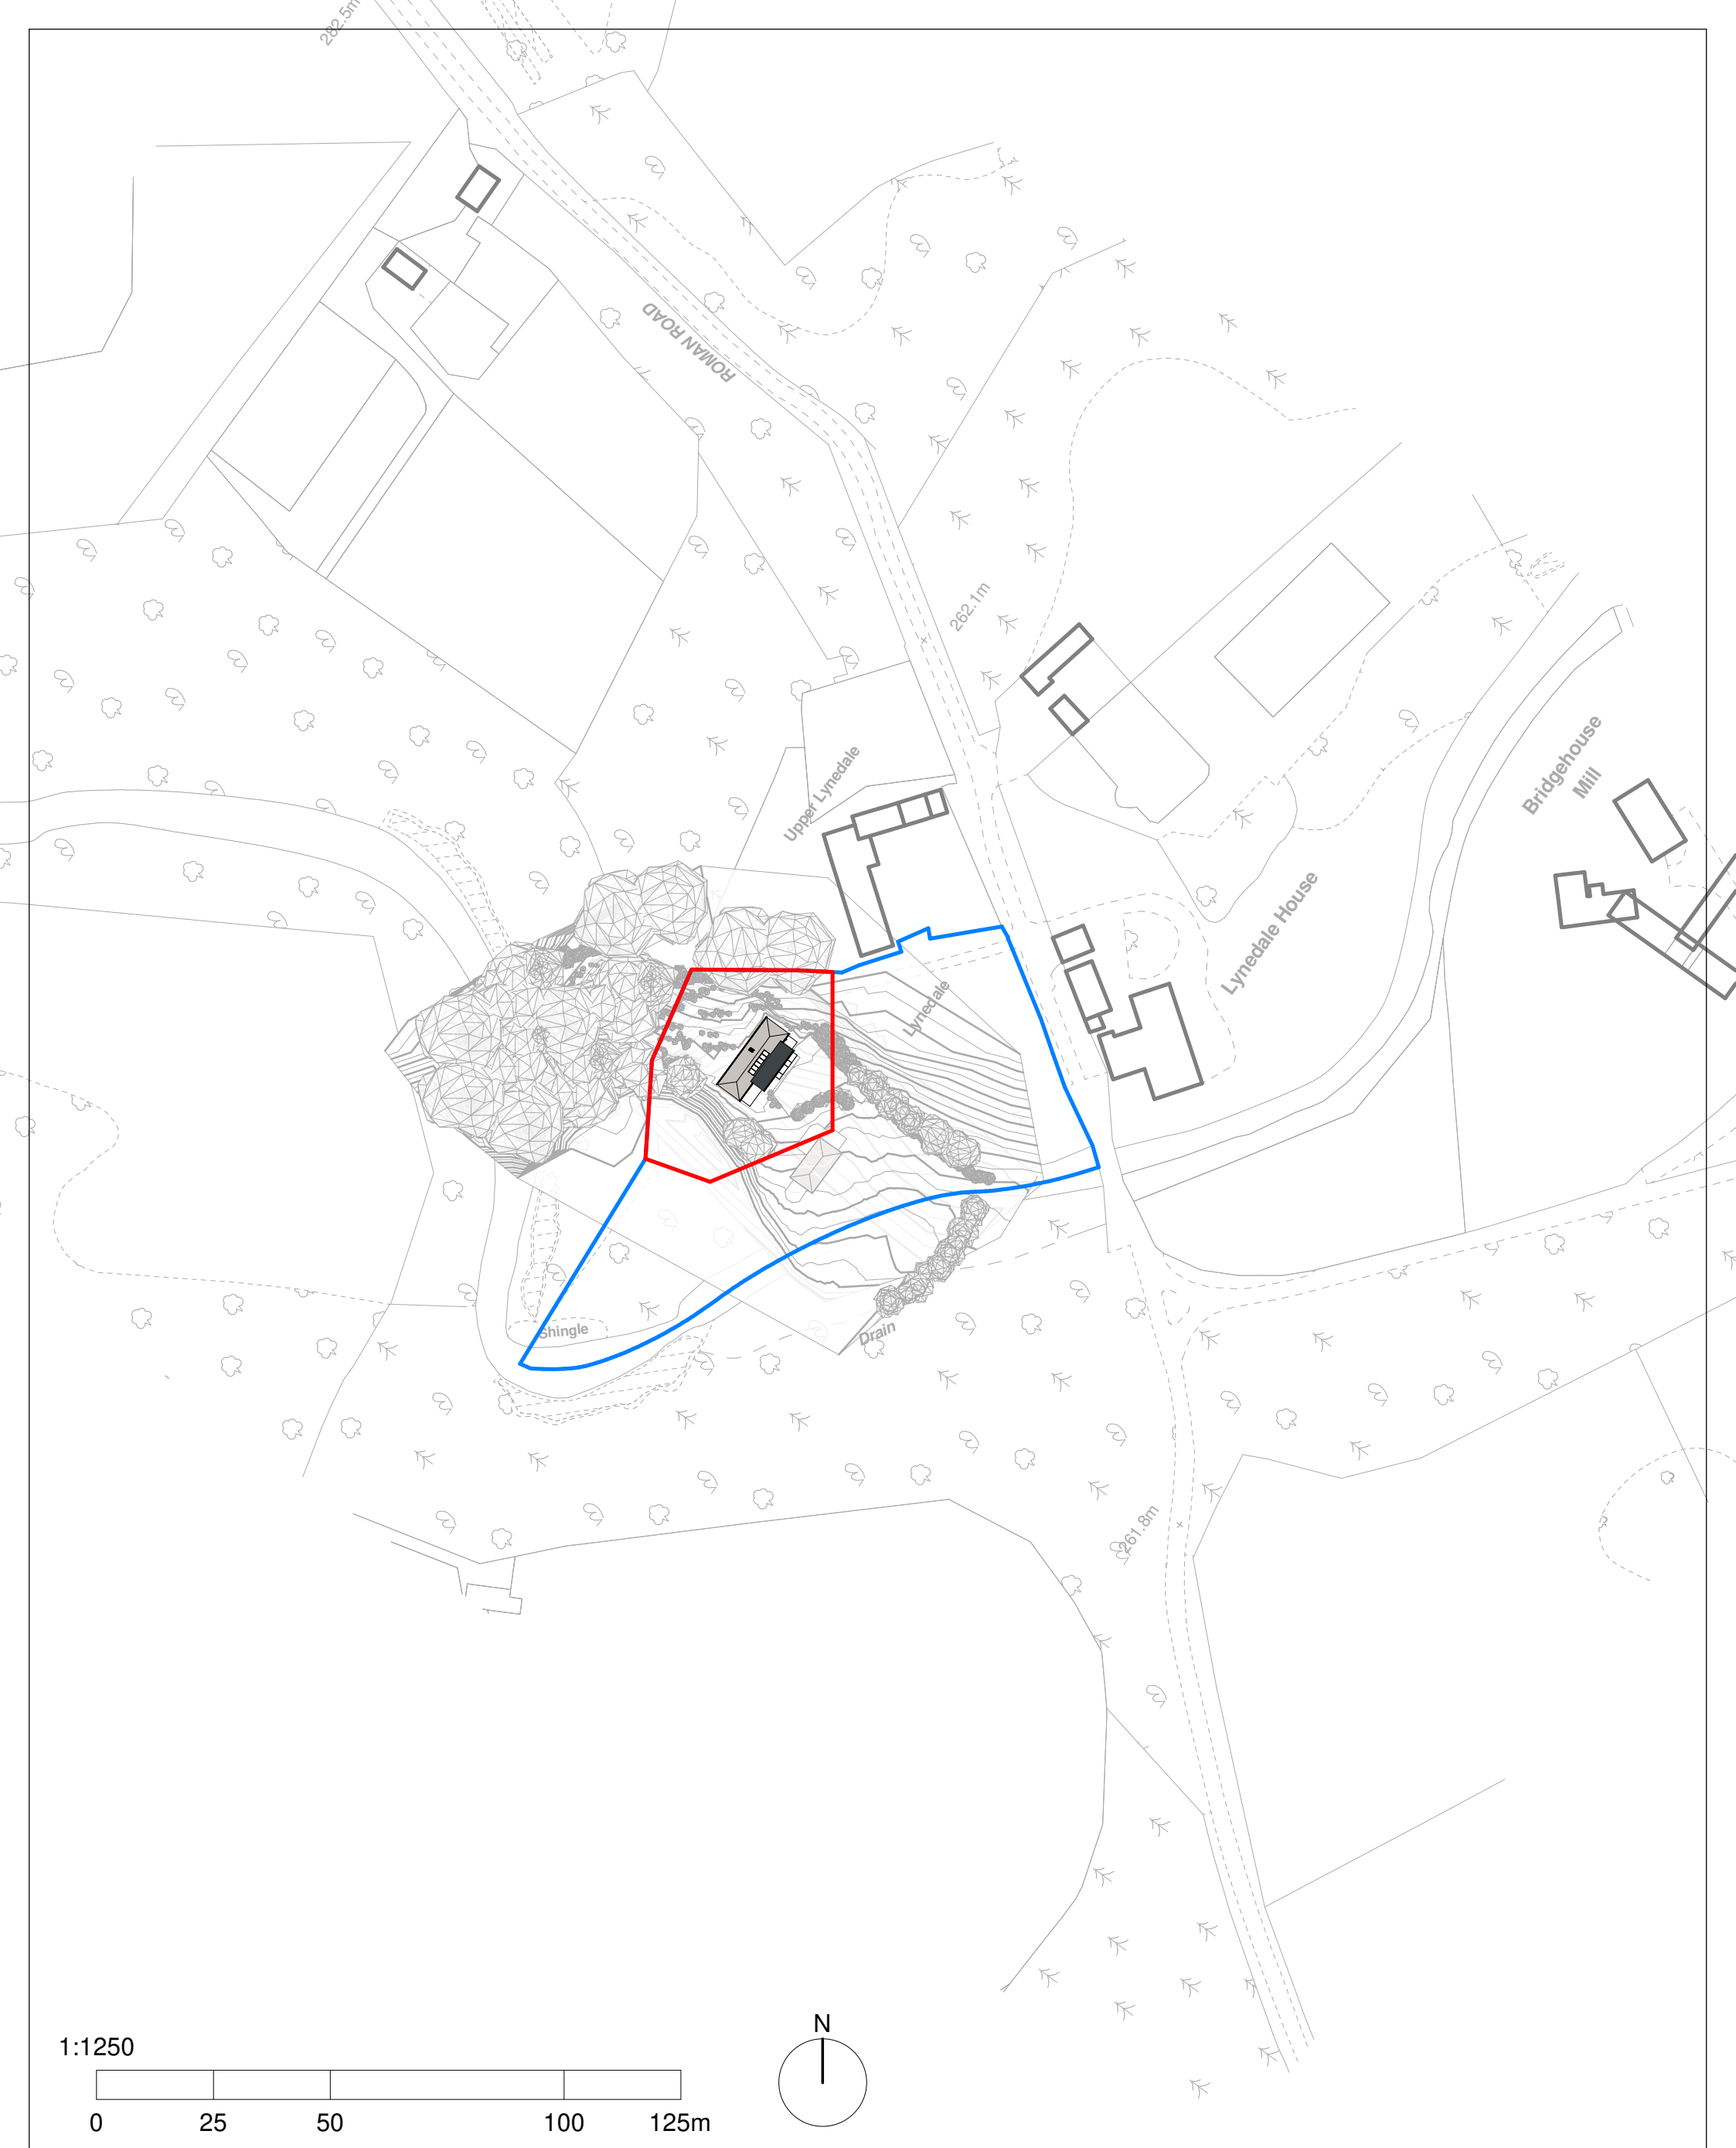 282.5m
ROMAN ROAD
262.1m
Upper Lynedale
Bridgehouse
Mill
Lynedale House
Lynedale
Shingle
Drain
261.8m
N
1:1250
0 25 50 100 125m